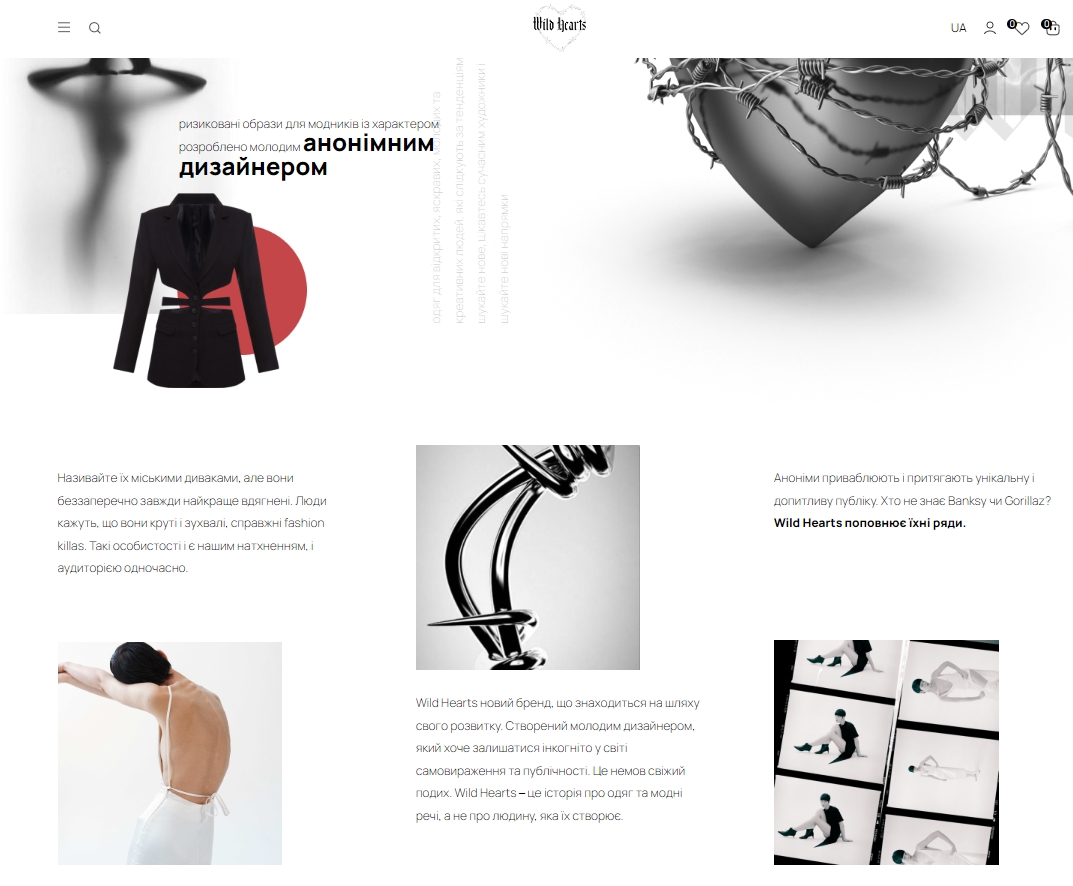 Wild Hearts
UA
0
0
ризиковані образи для модників із характером
розроблено молодим анонімним
дизайнером
одяг для відкритих, яскравих, молодих та
креативних людей, які слідкують за тенденціям
шукайте нове, цікавтесь сучасним художники і
шукайте нові напрямки
Називайте їх міськими диваками, але вони
беззаперечно завжди найкраще вдягнені. Люди
кажуть, що вони круті і зухвалі, справжні fashion
killas. Такі особистості і є нашим натхненням, і
аудиторією одночасно.
Wild Hearts новий бренд, що знаходиться на шляху
свого розвитку. Створений молодим дизайнером,
який хоче залишатися інкогніто у світі
самовираження та публічності. Це немов свіжий
подих. Wild Hearts – це історія про одяг та модні
речі, а не про людину, яка їх створює.
Аноніми приваблюють і притягають унікальну і
допитливу публіку. Хто не знає Banksy чи Gorillaz?
Wild Hearts поповнює їхні ряди.